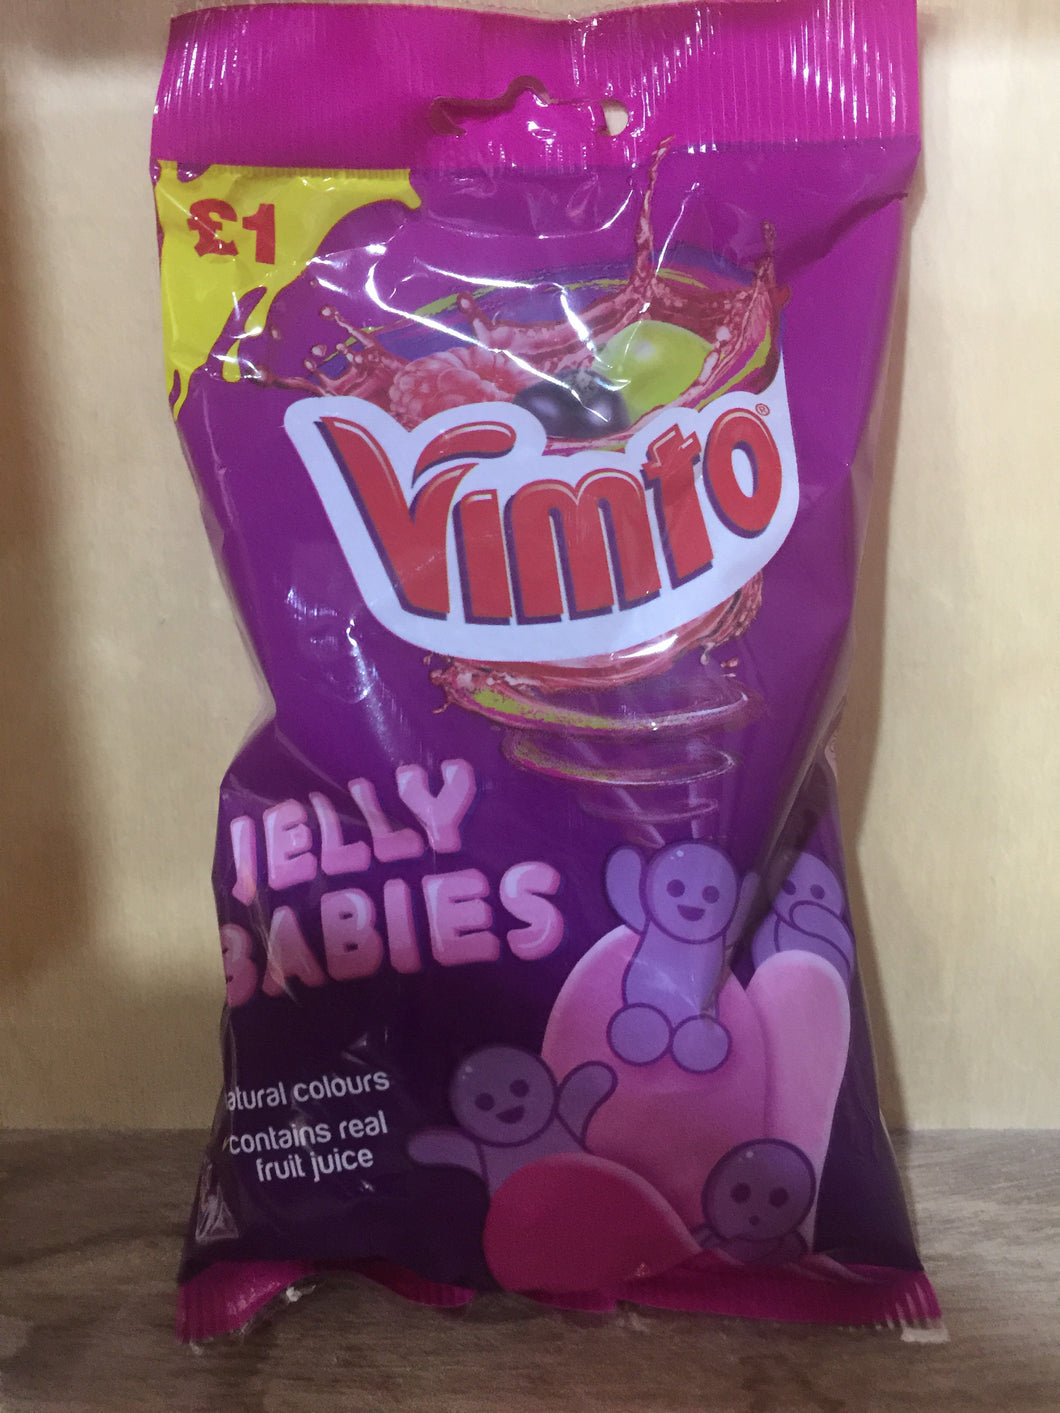 £1
Vimto®
JELLY
BABIES
atural colours
contains real
fruit juice